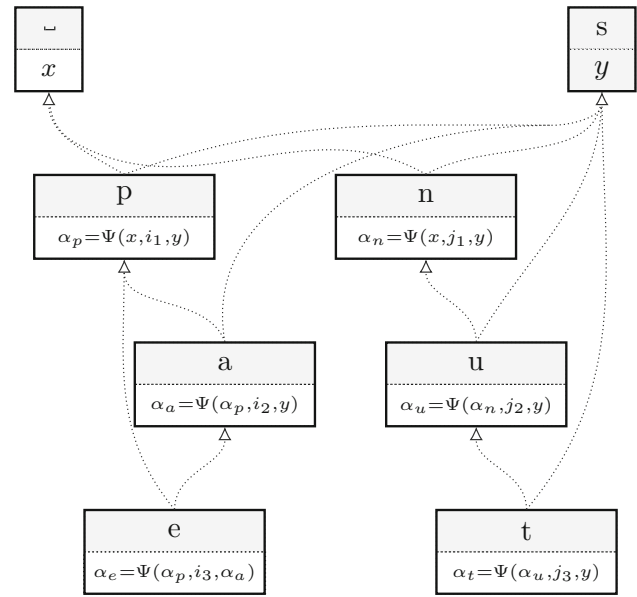 ␣ s
x y
p n
α_p=Ψ(x,i_1,y) α_n=Ψ(x,j_1,y)
a u
α_a=Ψ(α_p,i_2,y) α_u=Ψ(α_n,j_2,y)
e t
α_e=Ψ(α_p,i_3,α_a) α_t=Ψ(α_u,j_3,y)